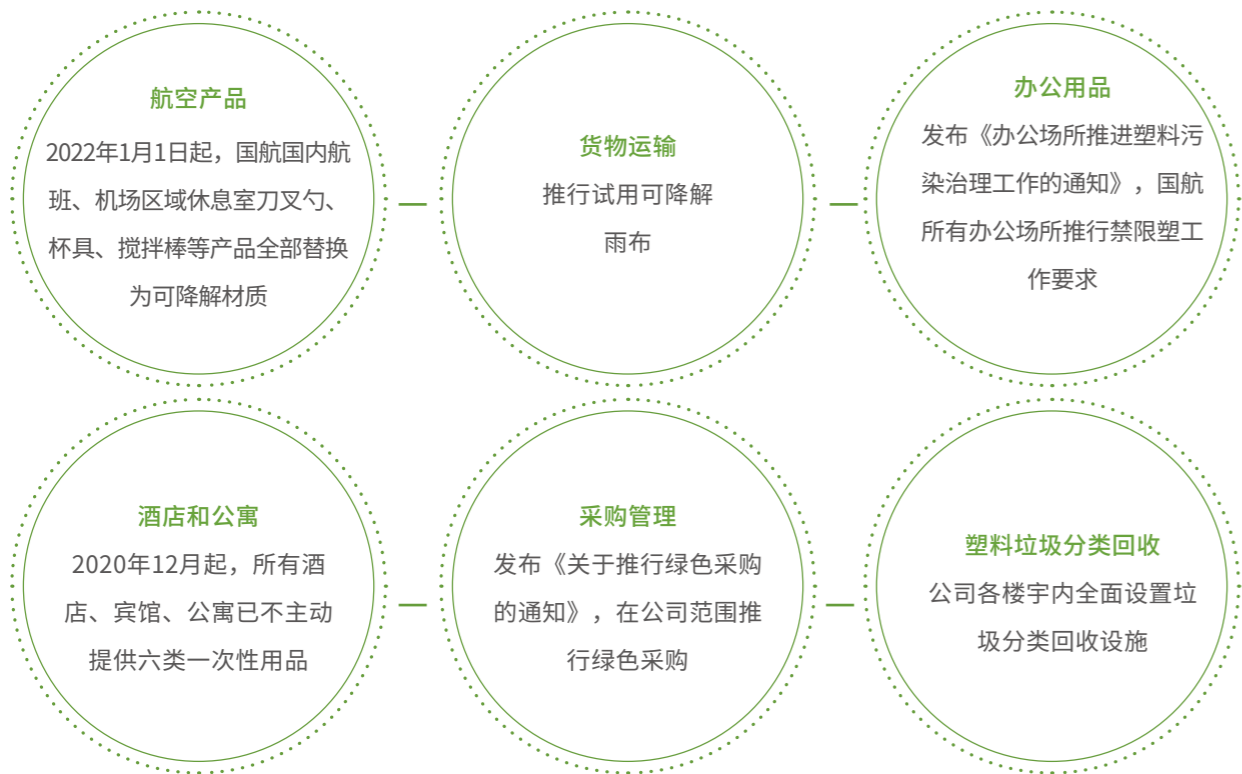 航空产品
2022年1月1日起，国航国内航
班、机场区域休息室刀叉勺、
杯具、搅拌棒等产品全部替换
为可降解材质
货物运输
推行试用可降解
雨布
办公用品
发布《办公场所推进塑料污
染治理工作的通知》，国航
所有办公场所推行禁限塑工
作要求
酒店和公寓
2020年12月起，所有酒
店、宾馆、公寓已不主动
提供六类一次性用品
采购管理
发布《关于推行绿色采购
的通知》，在公司范围推
行绿色采购
塑料垃圾分类回收
公司各楼宇内全面设置垃
圾分类回收设施